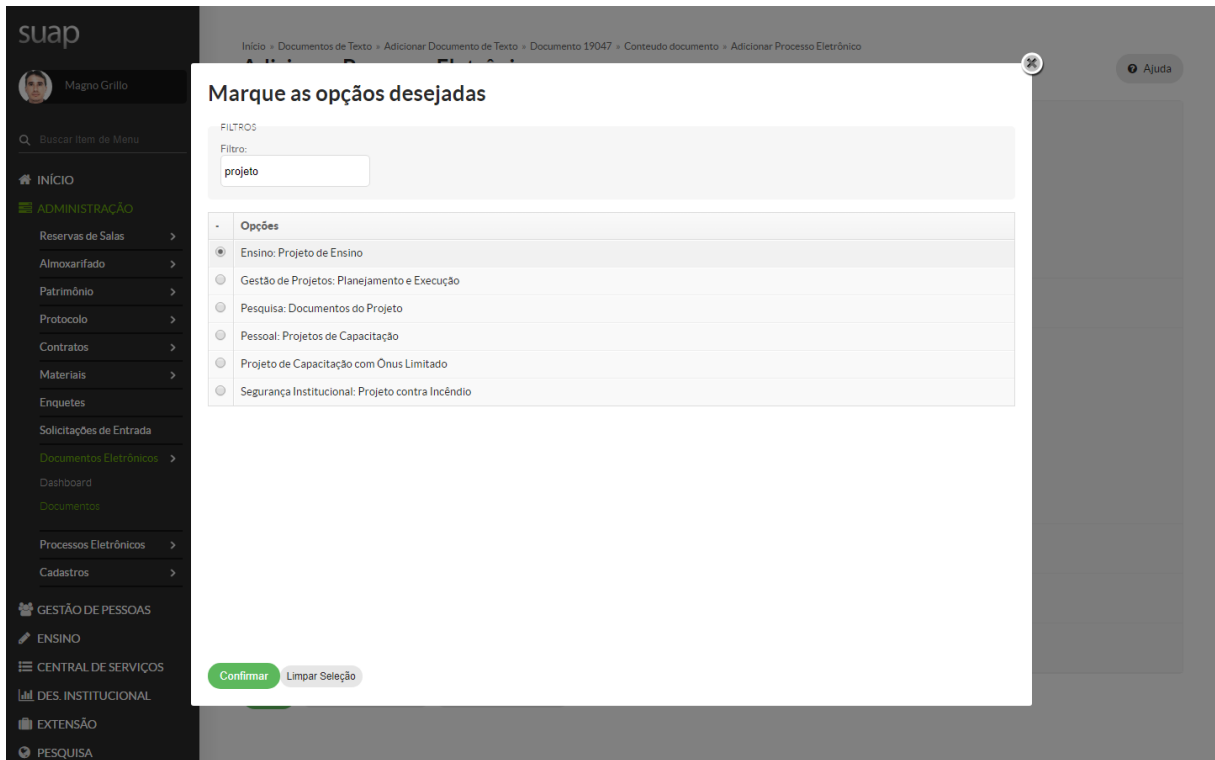 suap
Início » Documentos de Texto » Adicionar Documento de Texto » Documento 19047 » Conteudo documento » Adicionar Processo Eletrônico
Ajuda
Magno Grillo
Buscar Item de Menu
INÍCIO
ADMINISTRAÇÃO
Reservas de Salas
Almoxarifado
Patrimônio
Protocolo
Contratos
Materiais
Enquetes
Solicitações de Entrada
Documentos Eletrônicos
Dashboard
Documentos
Processos Eletrônicos
Cadastros
GESTÃO DE PESSOAS
ENSINO
CENTRAL DE SERVIÇOS
DES. INSTITUCIONAL
EXTENSÃO
PESQUISA
Marque as opçãos desejadas
FILTROS
Filtro:
projeto
- Opções
Ensino: Projeto de Ensino
Gestão de Projetos: Planejamento e Execução
Pesquisa: Documentos do Projeto
Pessoal: Projetos de Capacitação
Projeto de Capacitação com Ônus Limitado
Segurança Institucional: Projeto contra Incêndio
Confirmar Limpar Seleção